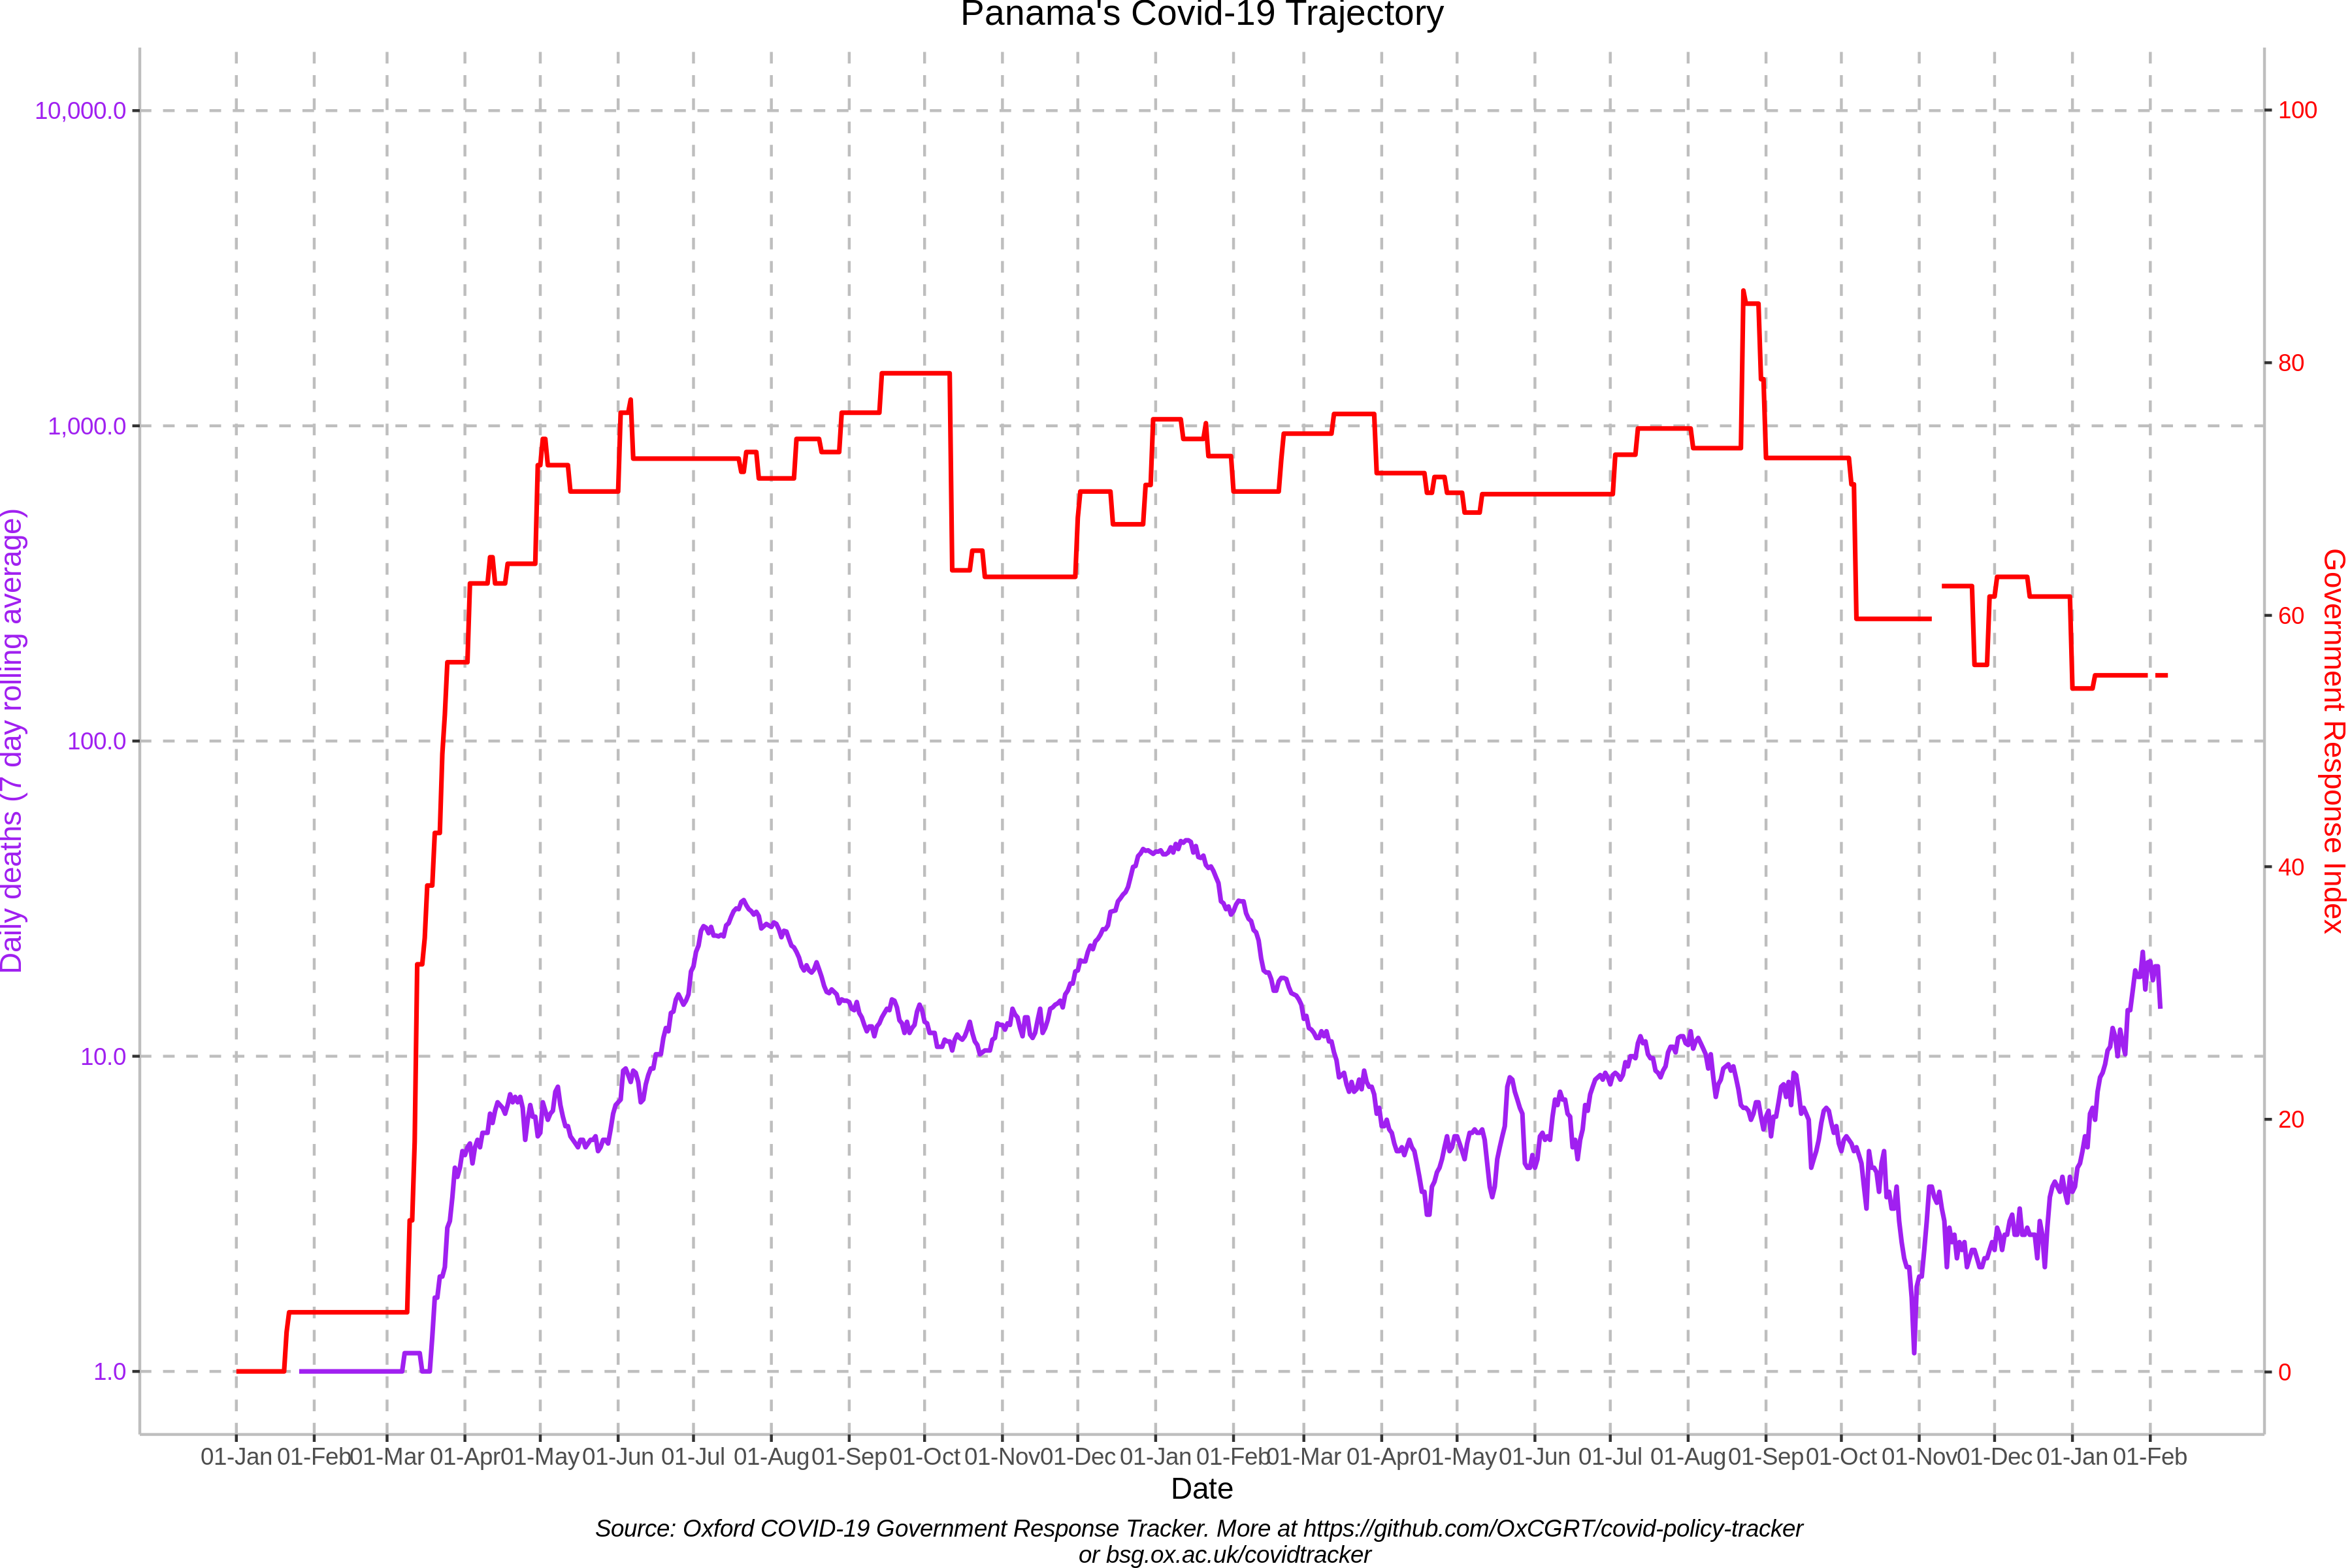 Panama's Covid-19 Trajectory
10,000.0
1,000.0
100.0
10.0
1.0
Daily deaths (7 day rolling average)
100
80
60
40
20
0
Government Response Index
01-Jan 01-Feb 01-Mar 01-Apr 01-May 01-Jun 01-Jul 01-Aug 01-Sep 01-Oct 01-Nov 01-Dec 01-Jan 01-Feb 01-Mar 01-Apr 01-May 01-Jun 01-Jul 01-Aug 01-Sep 01-Oct 01-Nov 01-Dec 01-Jan 01-Feb
Date
Source: Oxford COVID-19 Government Response Tracker. More at https://github.com/OxCGRT/covid-policy-tracker
or bsg.ox.ac.uk/covidtracker